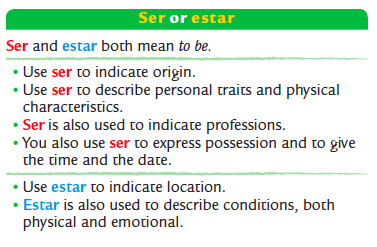 Ser or estar
Ser and estar both mean to be.
• Use ser to indicate origin.
• Use ser to describe personal traits and physical
characteristics.
• Ser is also used to indicate professions.
• You also use ser to express possession and to give
the time and the date.
• Use estar to indicate location.
• Estar is also used to describe conditions, both
physical and emotional.